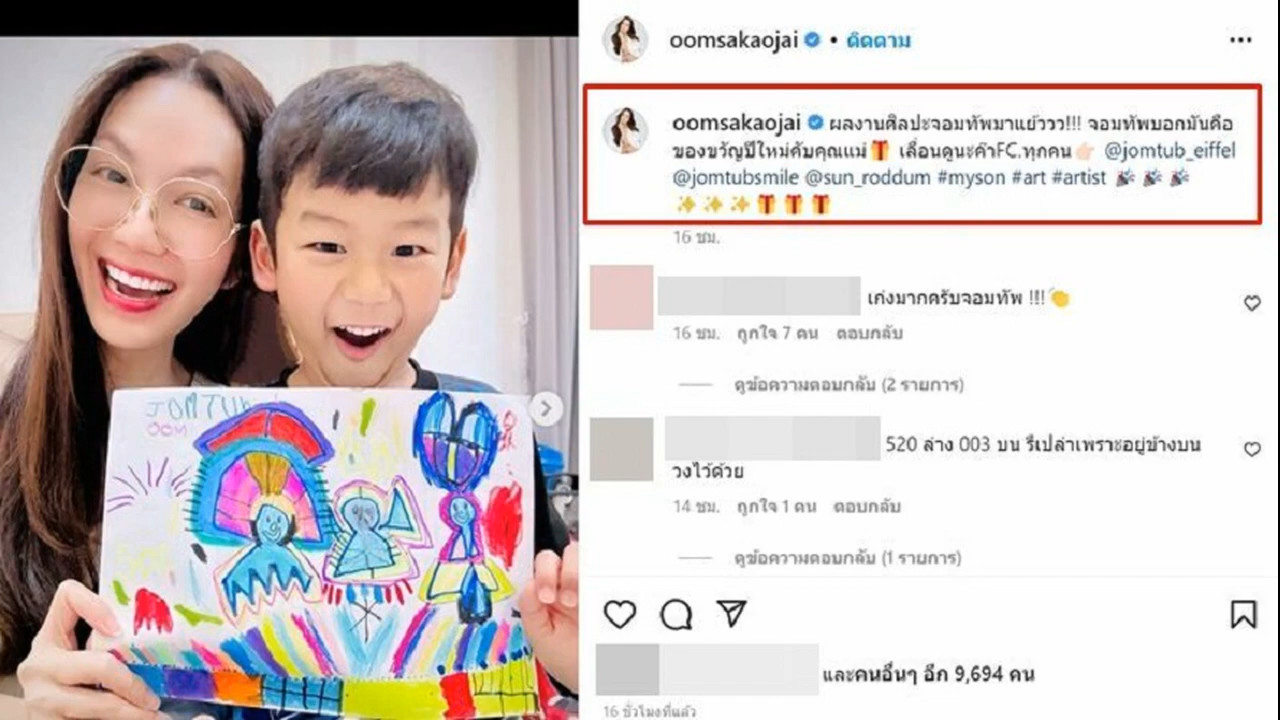 JOMTU
OOM
oomsakaojai • ติดตาม
oomsakaojai ผลงานศิลปะจอมทัพมาแย้ววว!!! จอมทัพบอกมันคือ
ของขวัญปีใหม่คับคุณแม่🎁 เลื่อนดูนะค๊าFC.ทุกคน👉🏻 @jomtub_eiffel
@jomtubsmile @sun_roddum #myson #art #artist 🎉 🎉 🎉
✨ ✨ ✨ 🎁 🎁 🎁
16 ชม.
เก่งมากครับจอมทัพ !!!👏
16 ชม. ถูกใจ 7 คน ตอบกลับ
ดูข้อความตอบกลับ (2 รายการ)
520 ล่าง 003 บน รึเปล่าเพราะอยู่ข้างบน
วงไว้ด้วย
14 ชม. ถูกใจ 1 คน ตอบกลับ
ดูข้อความตอบกลับ (1 รายการ)
และคนอื่นๆ อีก 9,694 คน
16 ชั่วโมงที่แล้ว